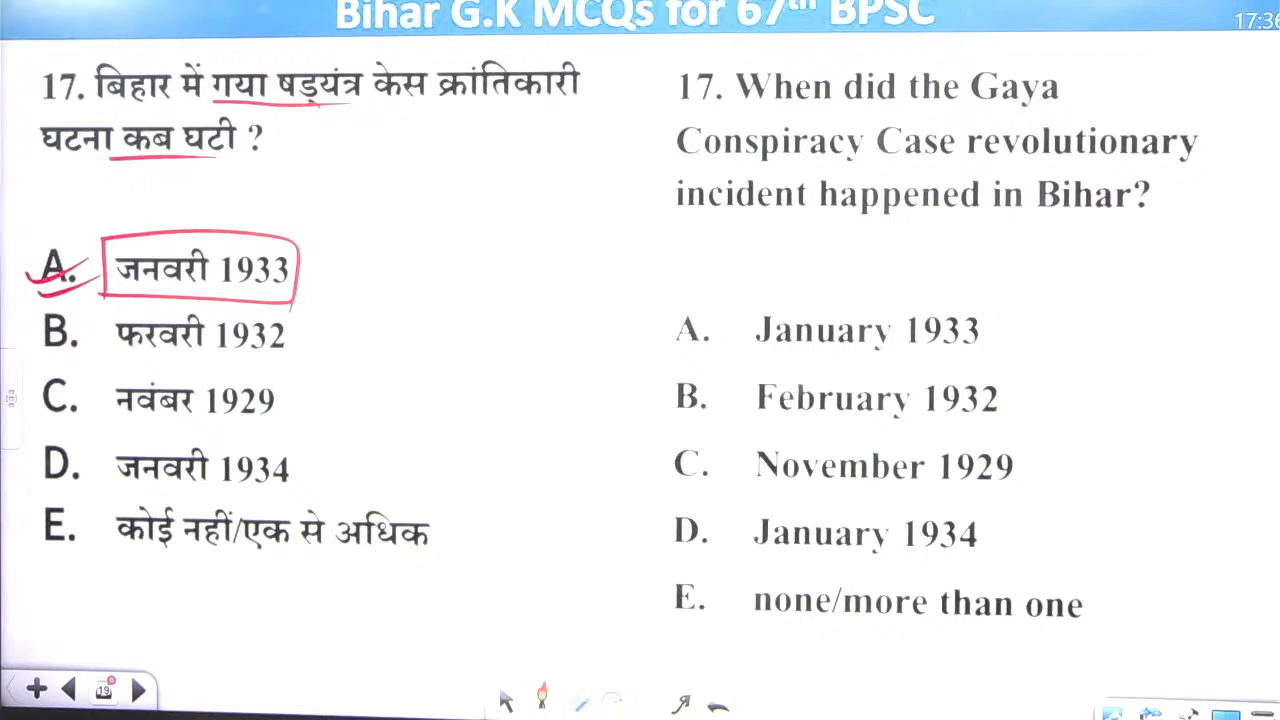 Bihar G.K MCQs for 67th BPSC
17:36
17. बिहार में गया षड्यंत्र केस क्रांतिकारी
घटना कब घटी ?
A. जनवरी 1933
B. फरवरी 1932
C. नवंबर 1929
D. जनवरी 1934
E. कोई नहीं/एक से अधिक
17. When did the Gaya
Conspiracy Case revolutionary
incident happened in Bihar?
A. January 1933
B. February 1932
C. November 1929
D. January 1934
E. none/more than one
19